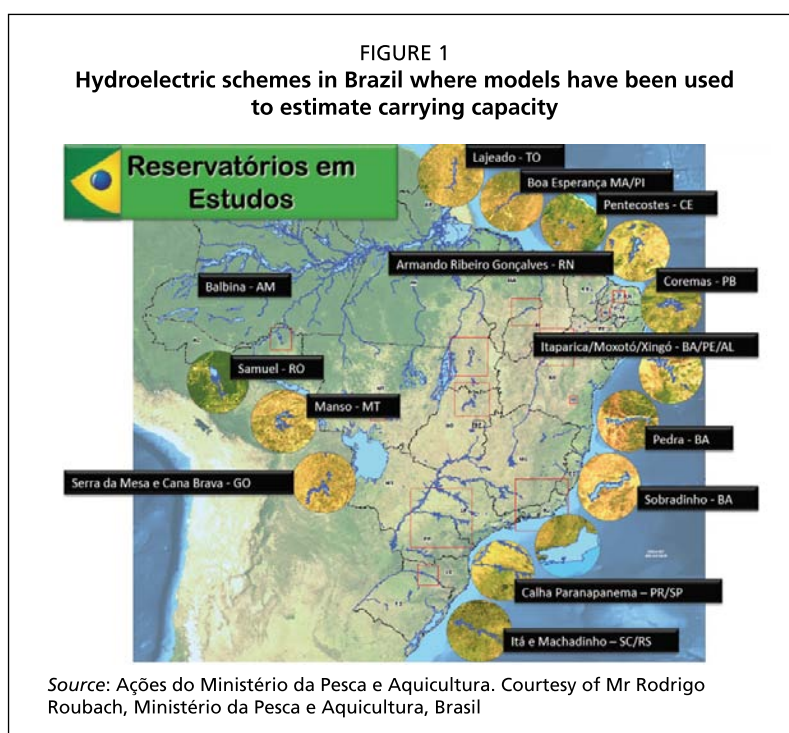 FIGURE 1
Hydroelectric schemes in Brazil where models have been used
to estimate carrying capacity
Reservatórios em
Estudos
Lajeado - TO
Boa Esperança MA/PI
Pentecostes - CE
Armando Ribeiro Gonçalves - RN
Balbina - AM
Coremas - PB
Itaparica/Moxotó/Xingó - BA/PE/AL
Samuel - RO
Manso - MT
Pedra - BA
Serra da Mesa e Cana Brava - GO
Sobradinho - BA
Calha Paranapanema – PR/SP
Itá e Machadinho – SC/RS
Source: Ações do Ministério da Pesca e Aquicultura. Courtesy of Mr Rodrigo
Roubach, Ministério da Pesca e Aquicultura, Brasil